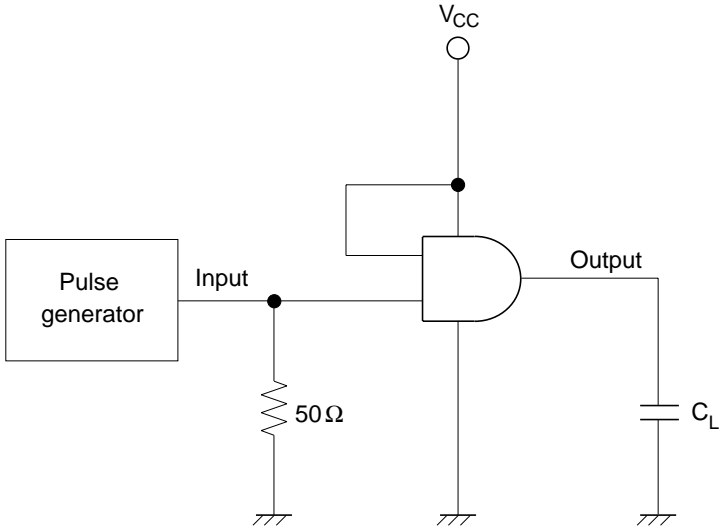 VCC
Pulse
generator
Input
Output
50Ω
CL